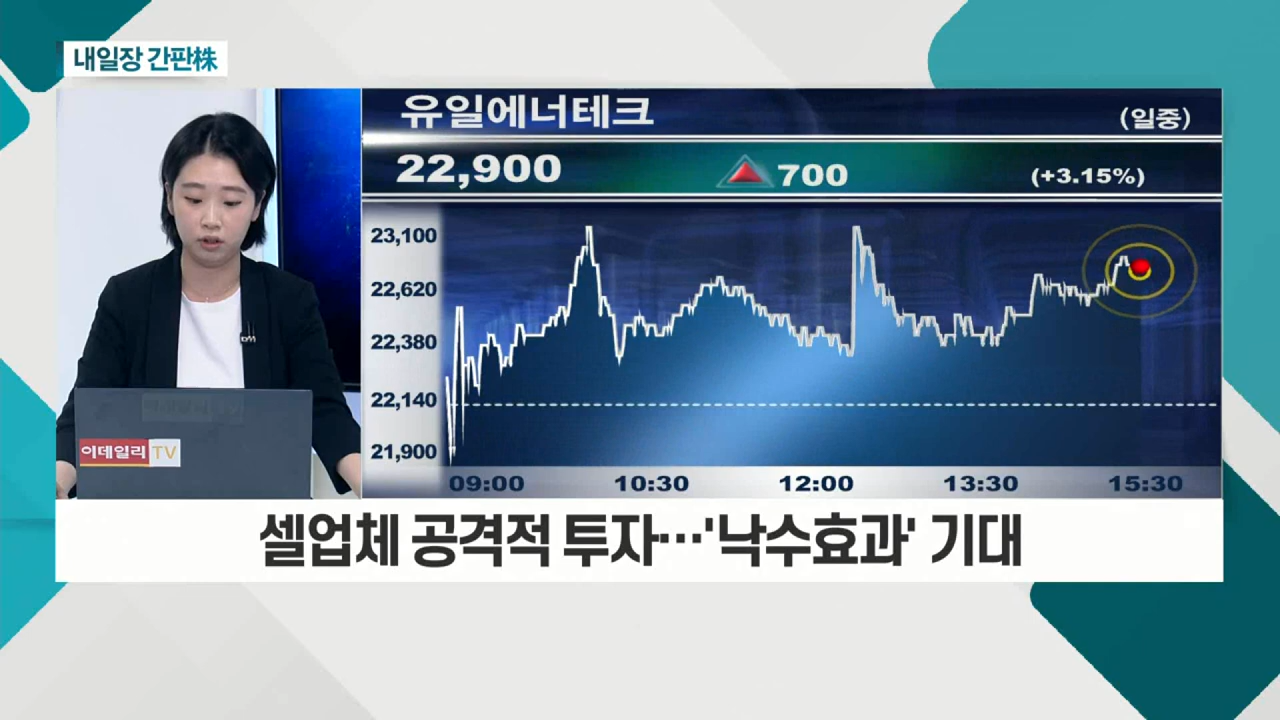 내일장 간판株
유일에너테크
(일중)
22,900
700
(+3.15%)
23,100
22,620
22,380
22,140
21,900
09:00
10:30
12:00
13:30
15:30
이데일리 TV
셀업체 공격적 투자…'낙수효과' 기대